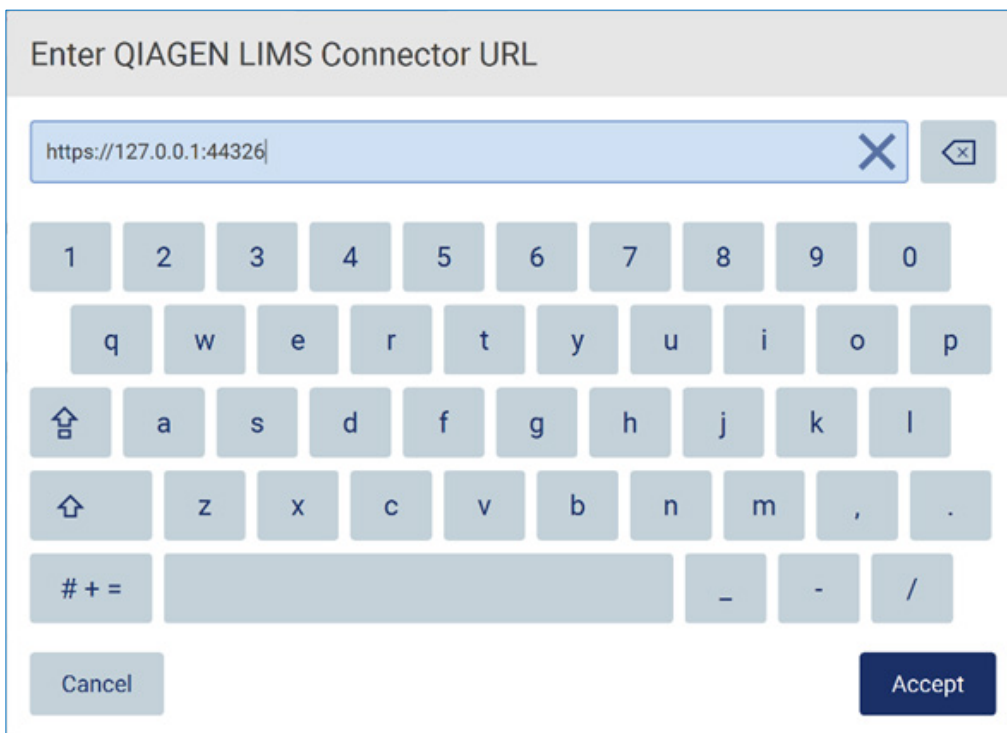 Enter QIAGEN LIMS Connector URL
https://127.0.0.1:44326
1 2 3 4 5 6 7 8 9 0
q w e r t y u i o p
a s d f g h j k l
z x c v b n m , .
# + = _ - /
Cancel Accept